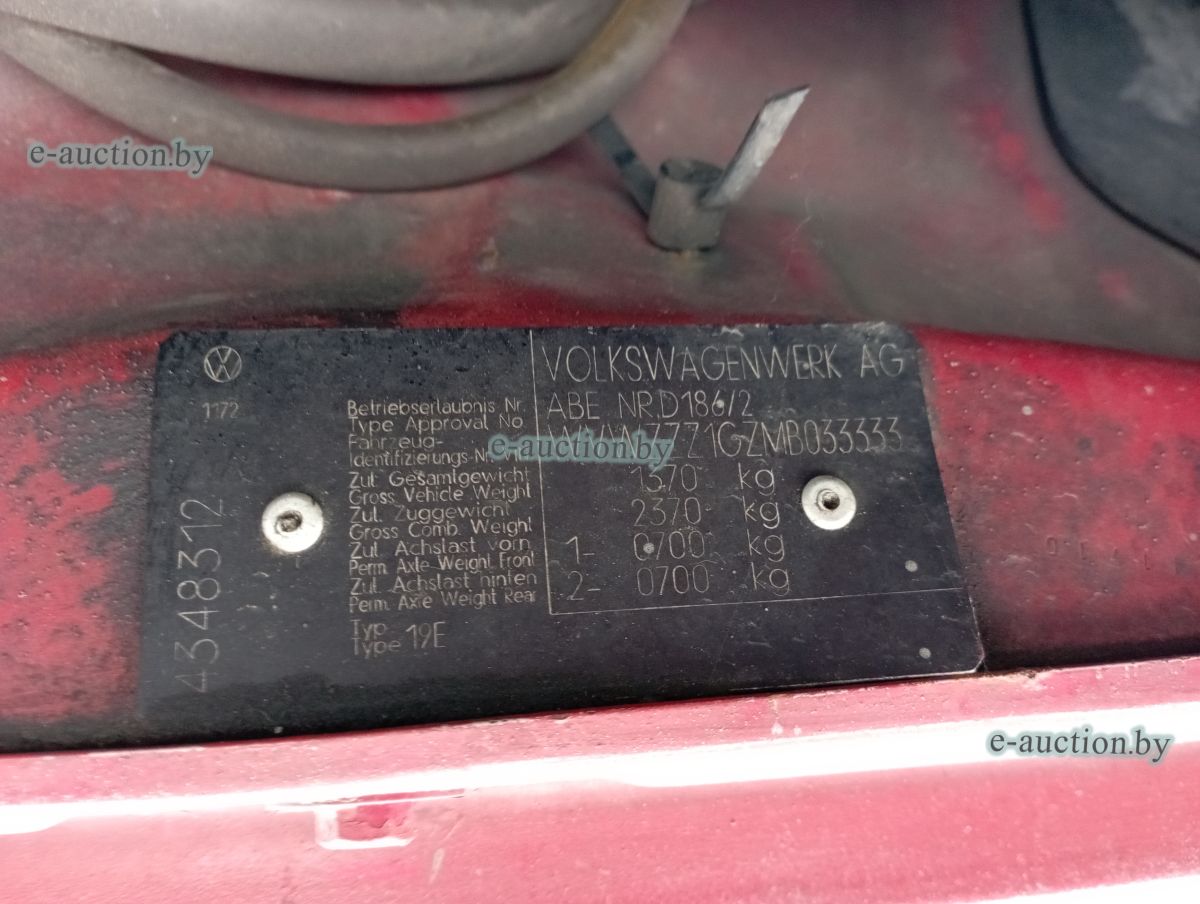 e-auction.by
1172
4348312
VOLKSWAGENWERK AG
Betriebserlaubnis Nr. ABE NR.D186/2
Type Approval No
Fahrzeug-
Identifizierungs-Nr. ZZZ1GZMB033333
e-auction.by
Zul. Gesamtgewicht 1370 kg
Gross Vehicle Weight
Zul. Zuggewicht 2370 kg
Gross Comb. Weight
Zul. Achslast vorn 1- 0700 kg
Perm. Axle Weight Front
Zul. Achslast hinten 2- 0700 kg
Perm. Axle Weight Rear
Typ
Type 19E
e-auction.by